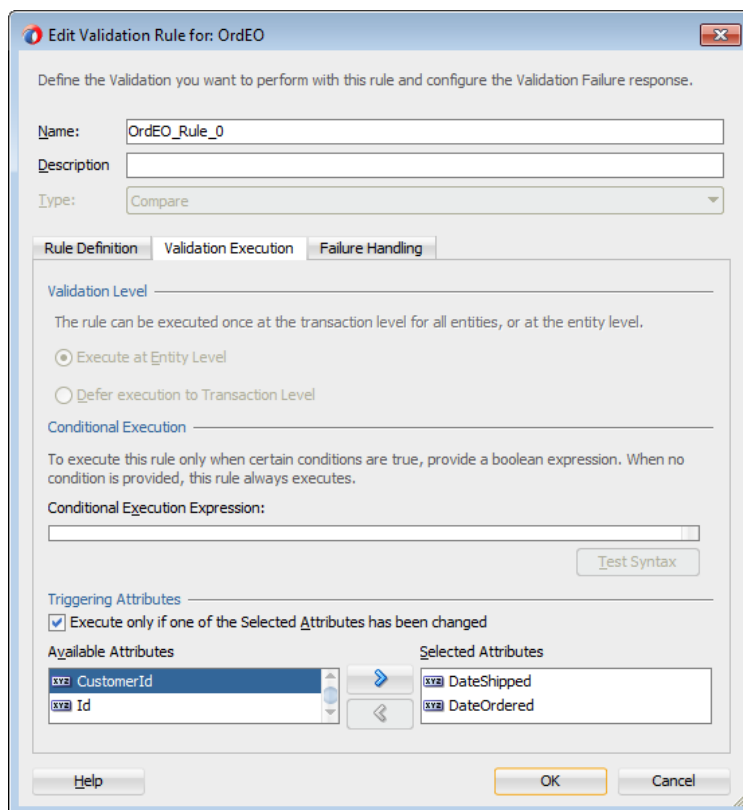 Edit Validation Rule for: OrdEO
Define the Validation you want to perform with this rule and configure the Validation Failure response.
Name: OrdEO_Rule_0
Description
Type: Compare
Rule Definition Validation Execution Failure Handling
Validation Level
The rule can be executed once at the transaction level for all entities, or at the entity level.
Execute at Entity Level
Defer execution to Transaction Level
Conditional Execution
To execute this rule only when certain conditions are true, provide a boolean expression. When no
condition is provided, this rule always executes.
Conditional Execution Expression:
Test Syntax
Triggering Attributes
Execute only if one of the Selected Attributes has been changed
Available Attributes Selected Attributes
XYZ CustomerId XYZ DateShipped
XYZ Id XYZ DateOrdered
Help OK Cancel